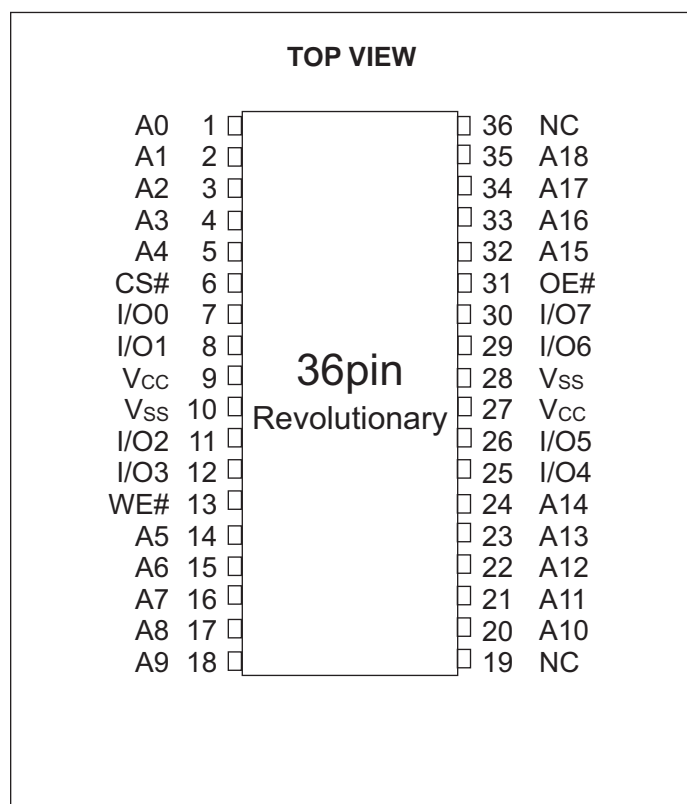 TOP VIEW
A0 1 36 NC
A1 2 35 A18
A2 3 34 A17
A3 4 33 A16
A4 5 32 A15
CS# 6 31 OE#
I/O0 7 30 I/O7
I/O1 8 29 I/O6
VCC 9 28 VSS
VSS 10 27 VCC
I/O2 11 26 I/O5
I/O3 12 25 I/O4
WE# 13 24 A14
A5 14 23 A13
A6 15 22 A12
A7 16 21 A11
A8 17 20 A10
A9 18 19 NC
36pin
Revolutionary